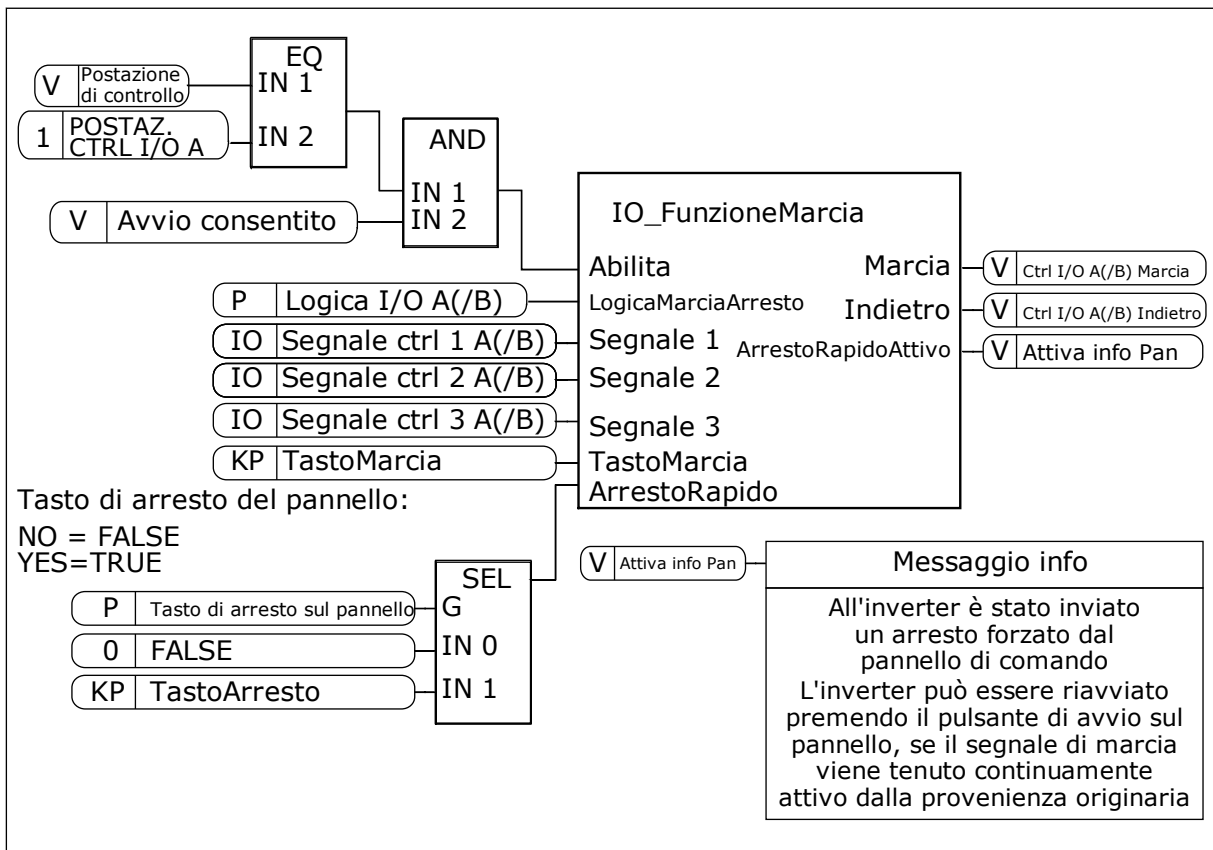 EQ
V Postazione
di controllo
IN 1
1 POSTAZ.
CTRL I/O A
IN 2
AND
IN 1
IN 2
V Avvio consentito
IO_FunzioneMarcia
Abilita
Marcia
V Ctrl I/O A(/B) Marcia
P Logica I/O A(/B)
LogicaMarciaArresto
Indietro
V Ctrl I/O A(/B) Indietro
IO Segnale ctrl 1 A(/B)
Segnale 1
ArrestoRapidoAttivo
V Attiva info Pan
IO Segnale ctrl 2 A(/B)
Segnale 2
IO Segnale ctrl 3 A(/B)
Segnale 3
KP TastoMarcia
TastoMarcia
ArrestoRapido
Tasto di arresto del pannello:
NO = FALSE
YES=TRUE
SEL
P Tasto di arresto sul pannello
G
0 FALSE
IN 0
KP TastoArresto
IN 1
V Attiva info Pan
Messaggio info
All'inverter è stato inviato
un arresto forzato dal
pannello di comando
L'inverter può essere riavviato
premendo il pulsante di avvio sul
pannello, se il segnale di marcia
viene tenuto continuamente
attivo dalla provenienza originaria